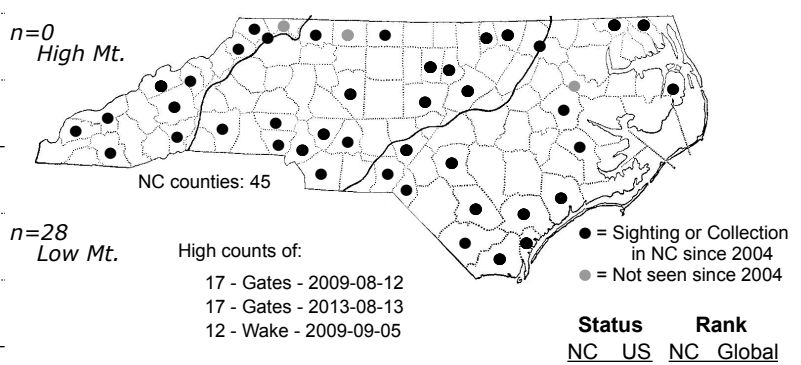 n=0
High Mt.
NC counties: 45
n=28
Low Mt.
High counts of:
17 - Gates - 2009-08-12
17 - Gates - 2013-08-13
12 - Wake - 2009-09-05
● = Sighting or Collection
in NC since 2004
● = Not seen since 2004
Status Rank
NC US NC Global